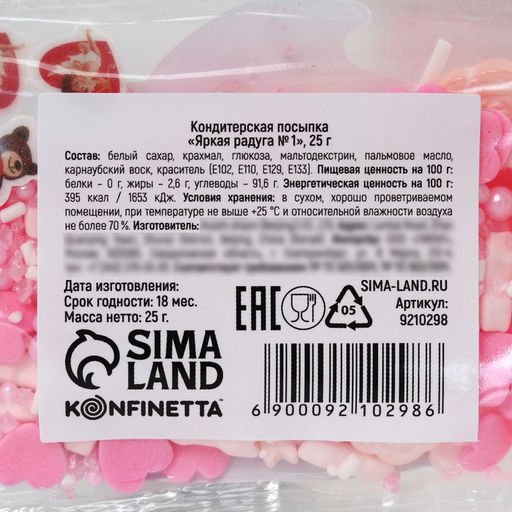 Кондитерская посыпка
«Яркая радуга №1», 25 г
Состав: белый сахар, крахмал, глюкоза, мальтодекстрин, пальмовое масло,
карнаубский воск, краситель (Е102, Е110, Е129, Е133). Пищевая ценность на 100 г:
белки – 0 г, жиры – 2,6 г, углеводы – 91,6 г. Энергетическая ценность на 100 г:
395 ккал / 1653 кДж. Условия хранения: в сухом, хорошо проветриваемом
помещении, при температуре не выше +25 °С и относительной влажности воздуха
не более 70 %. Изготовитель:
Дата изготовления:
Срок годности: 18 мес.
Масса нетто: 25 г.
EAC
05
SIMA-LAND.RU
Артикул:
9210298
SIMA
LAND
KONFINETTA™
6 900092 102986